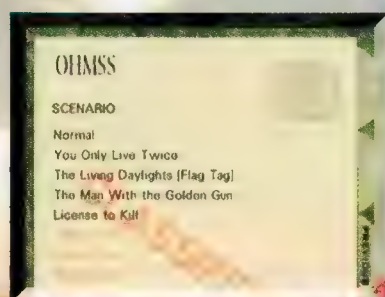 OHMSS
SCENARIO
Normal
You Only Live Twice
The Living Daylights (Flag Tag)
The Man With the Golden Gun
License to Kill